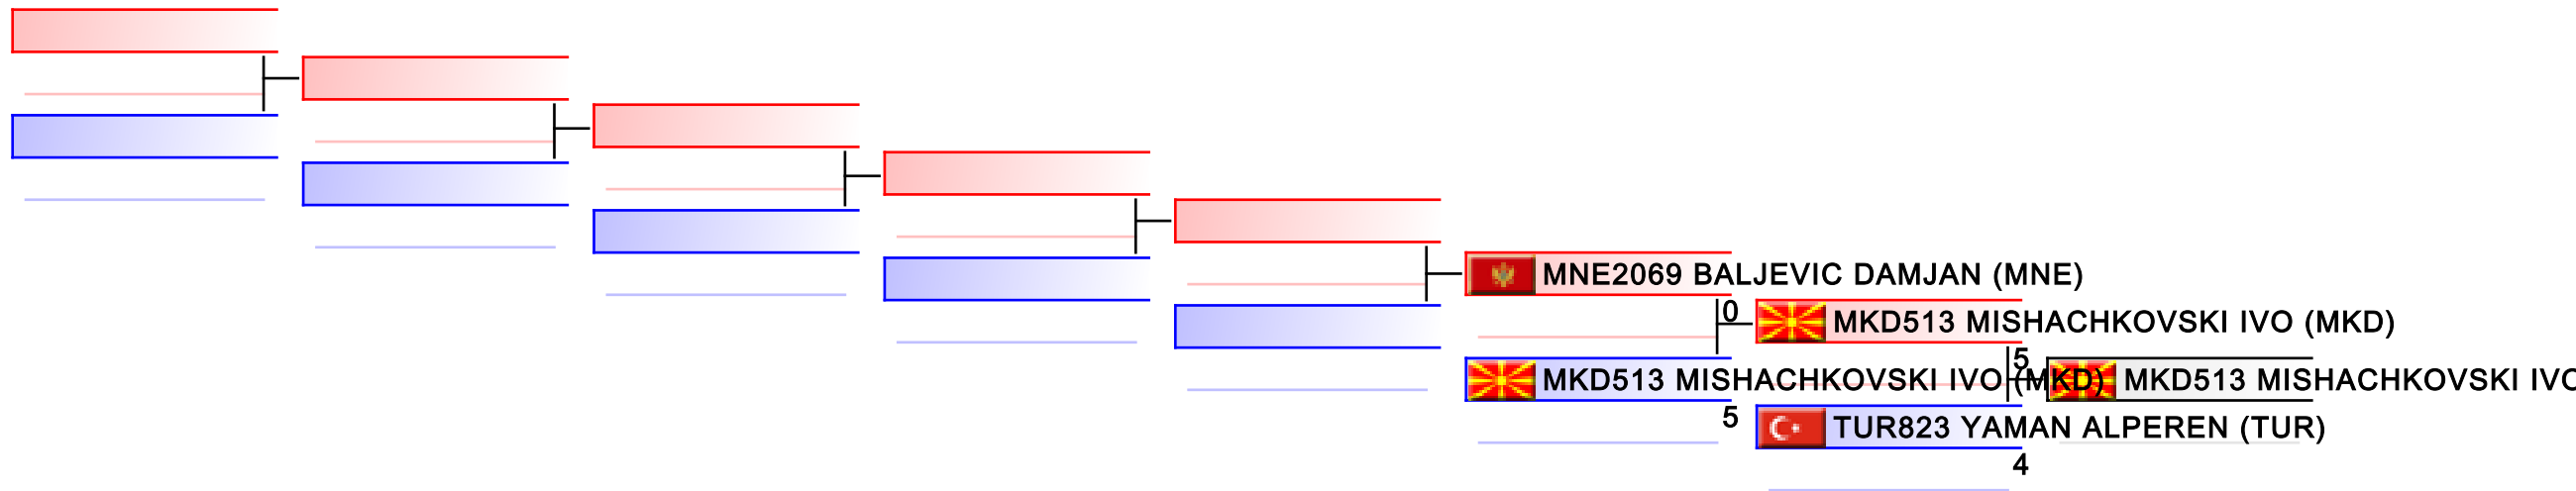 MNE2069 BALJEVIC DAMJAN (MNE)
0
MKD513 MISHACHKOVSKI IVO (MKD)
5
MKD513 MISHACHKOVSKI IVO (MKD)
MKD513 MISHACHKOVSKI IVO
5
TUR823 YAMAN ALPEREN (TUR)
4